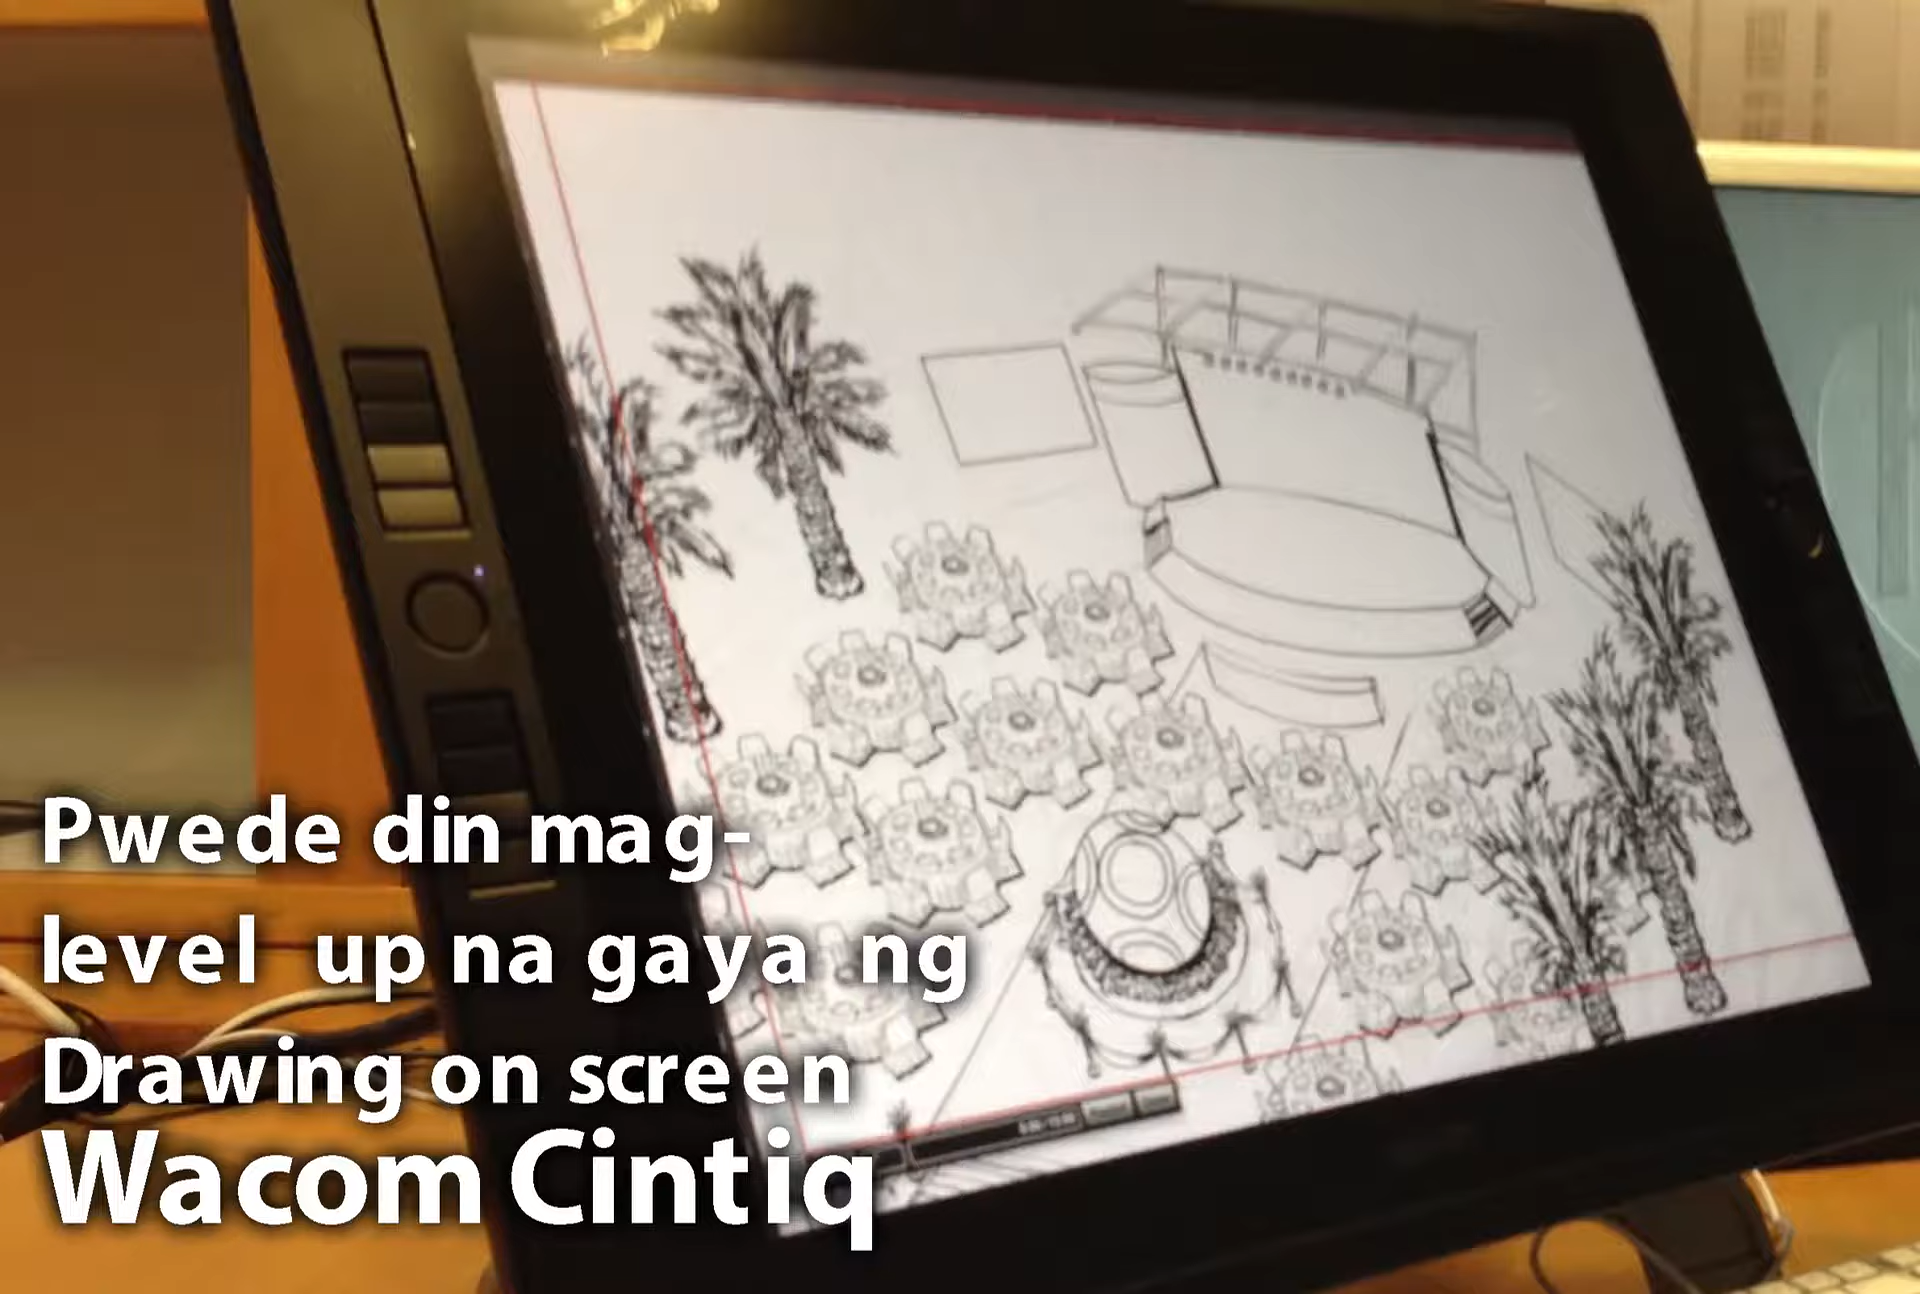 Pwede din mag-
level up na gaya ng
Drawing on screen
Wacom Cintiq